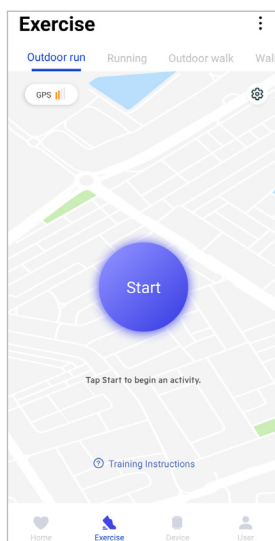 Exercise
Outdoor run
Running
Outdoor walk
Wal
GPS
Start
Tap Start to begin an activity.
Training Instructions
Home
Exercise
Device
User